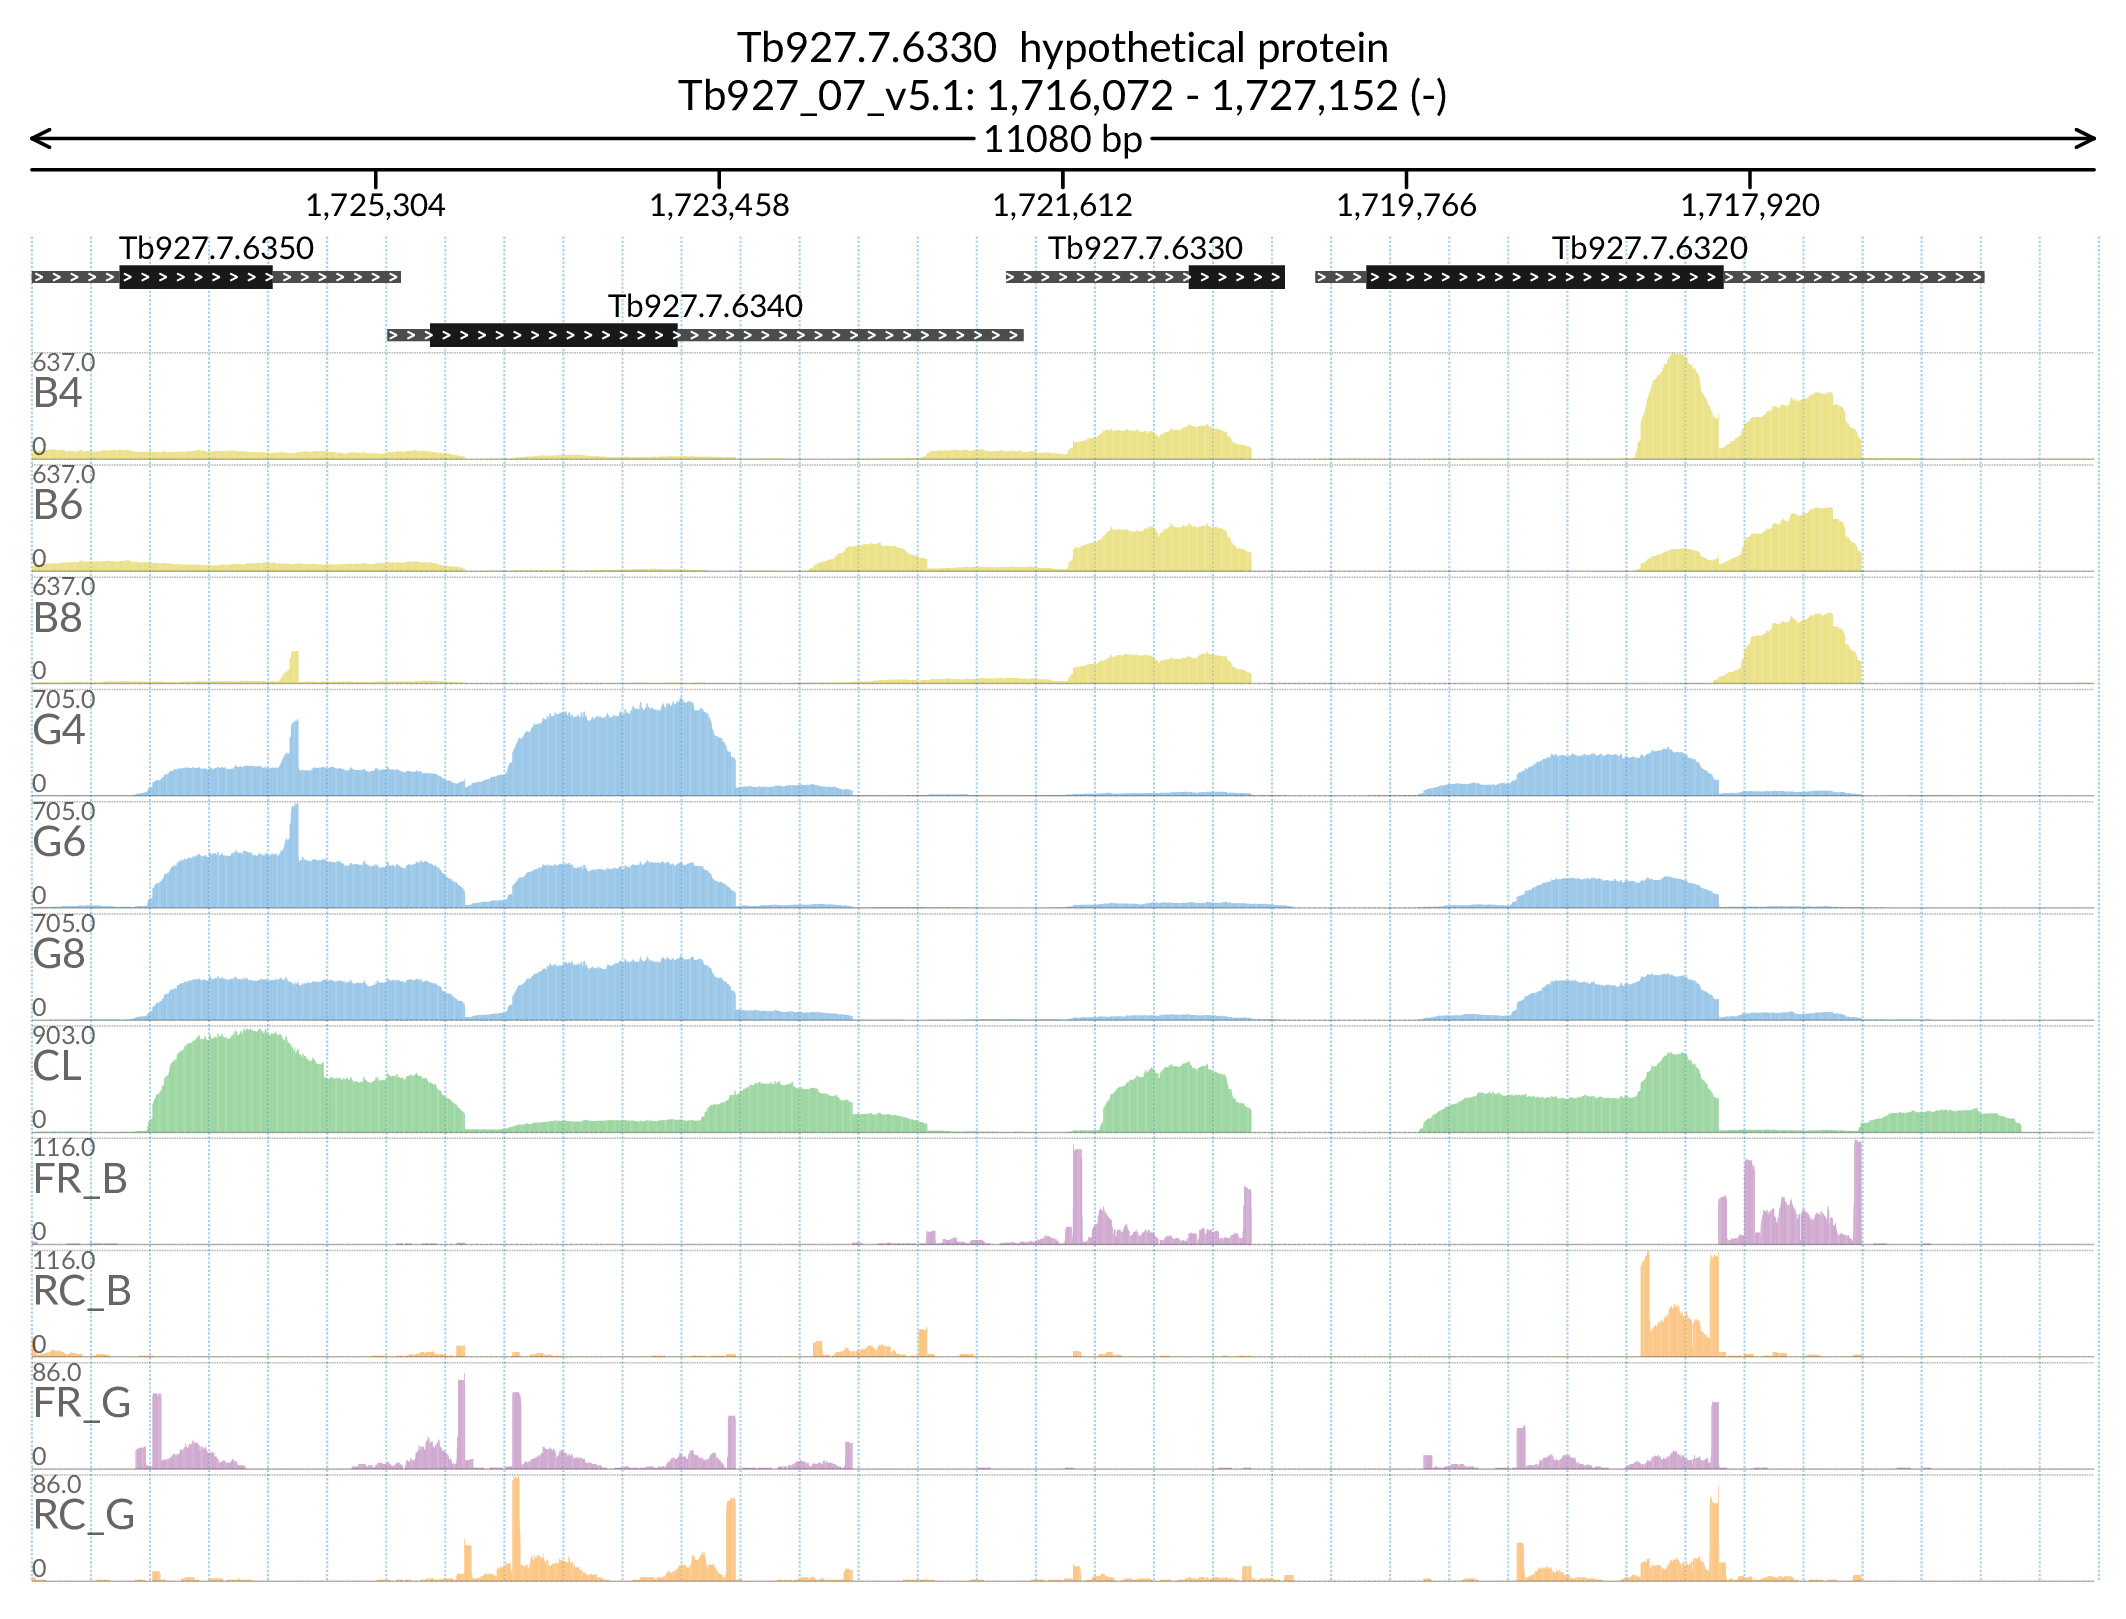 Tb927.7.6330  hypothetical protein
Tb927_07_v5.1: 1,716,072 - 1,727,152 (-)
11080 bp
1,725,304 1,723,458 1,721,612 1,719,766 1,717,920
Tb927.7.6350 Tb927.7.6330 Tb927.7.6320
Tb927.7.6340
637.0
B4
0
637.0
B6
0
637.0
B8
0
705.0
G4
0
705.0
G6
0
705.0
G8
0
903.0
CL
0
116.0
FR_B
0
116.0
RC_B
0
86.0
FR_G
0
86.0
RC_G
0